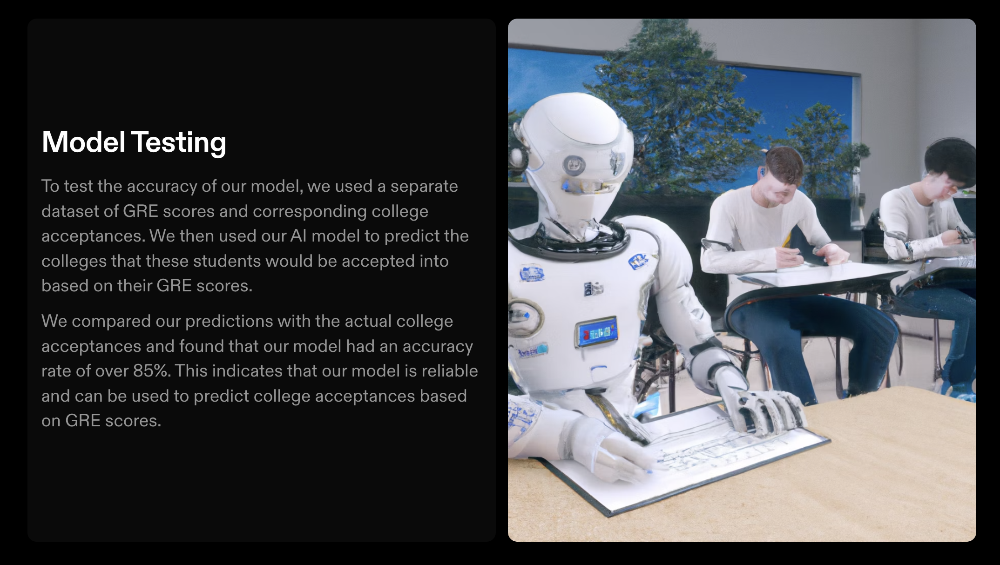 Model Testing
To test the accuracy of our model, we used a separate
dataset of GRE scores and corresponding college
acceptances. We then used our AI model to predict the
colleges that these students would be accepted into
based on their GRE scores.
We compared our predictions with the actual college
acceptances and found that our model had an accuracy
rate of over 85%. This indicates that our model is reliable
and can be used to predict college acceptances based
on GRE scores.